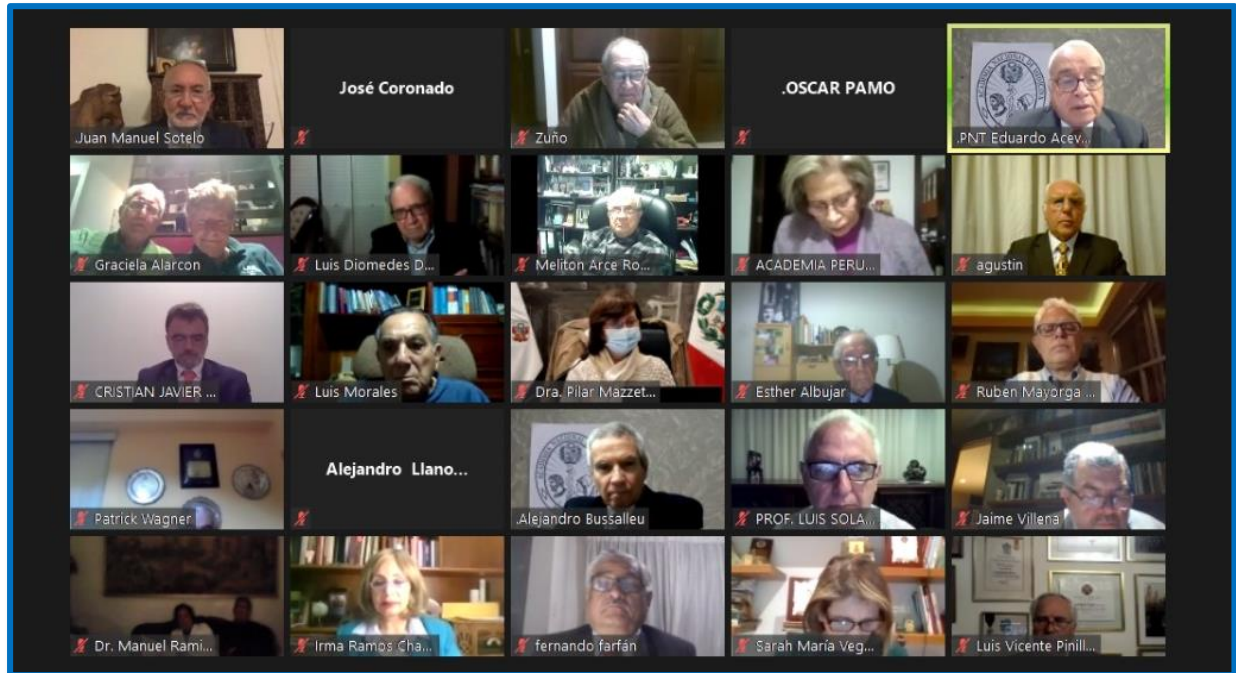 Juan Manuel Sotelo
José Coronado
Zuño
.OSCAR PAMO
.PNT Eduardo Acev...
Graciela Alarcon
Luis Diomedes D...
Meliton Arce Ro...
ACADEMIA PERU...
agustin
CRISTIAN JAVIER ...
Luis Morales
Dra. Pilar Mazzet...
Esther Albujar
Ruben Mayorga ...
Patrick Wagner
Alejandro Llano...
.Alejandro Bussalleu
PROF. LUIS SOLA...
Jaime Villena
Dr. Manuel Rami...
Irma Ramos Cha...
fernando farfán
Sarah María Veg...
Luis Vicente Pinill...